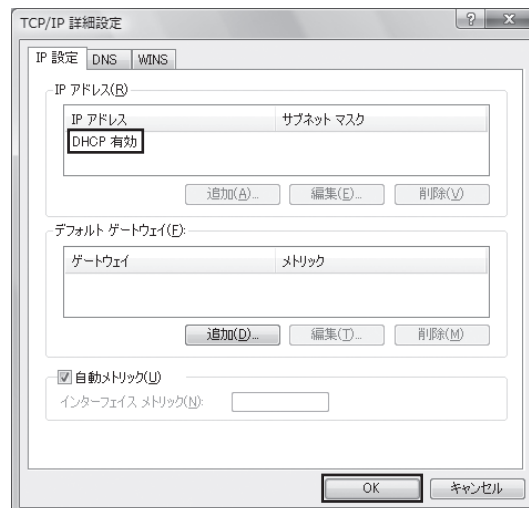 TCP/IP 詳細設定
IP 設定 DNS WINS
IP アドレス(R)
IP アドレス サブネット マスク
DHCP 有効
追加(A)... 編集(E)... 削除(V)
デフォルト ゲートウェイ(F):
ゲートウェイ メトリック
追加(D)... 編集(T)... 削除(M)
自動メトリック(U)
インターフェイス メトリック(N):
OK キャンセル